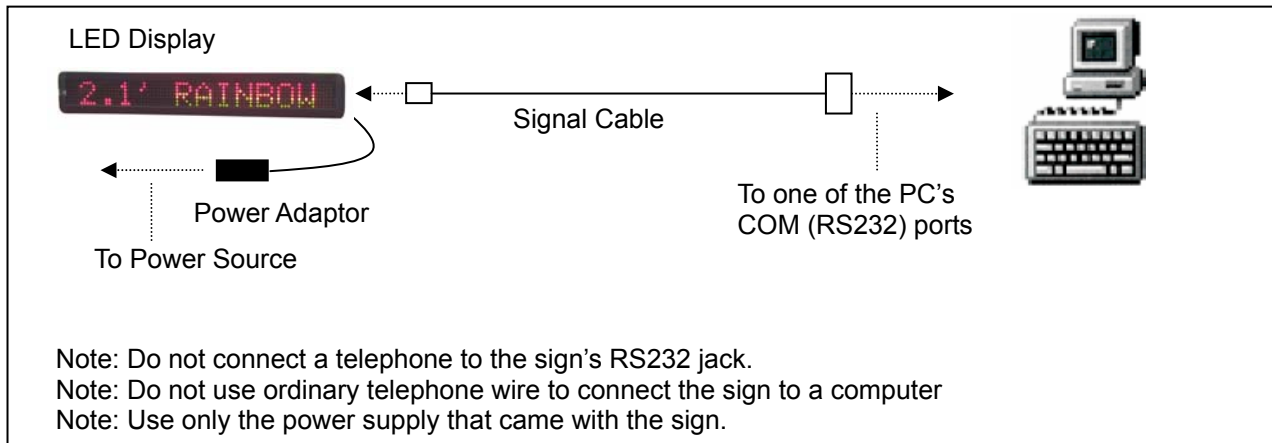 LED Display
2.1' RAINBOW
Signal Cable
Power Adaptor
To Power Source
To one of the PC’s
COM (RS232) ports
Note: Do not connect a telephone to the sign’s RS232 jack.
Note: Do not use ordinary telephone wire to connect the sign to a computer
Note: Use only the power supply that came with the sign.